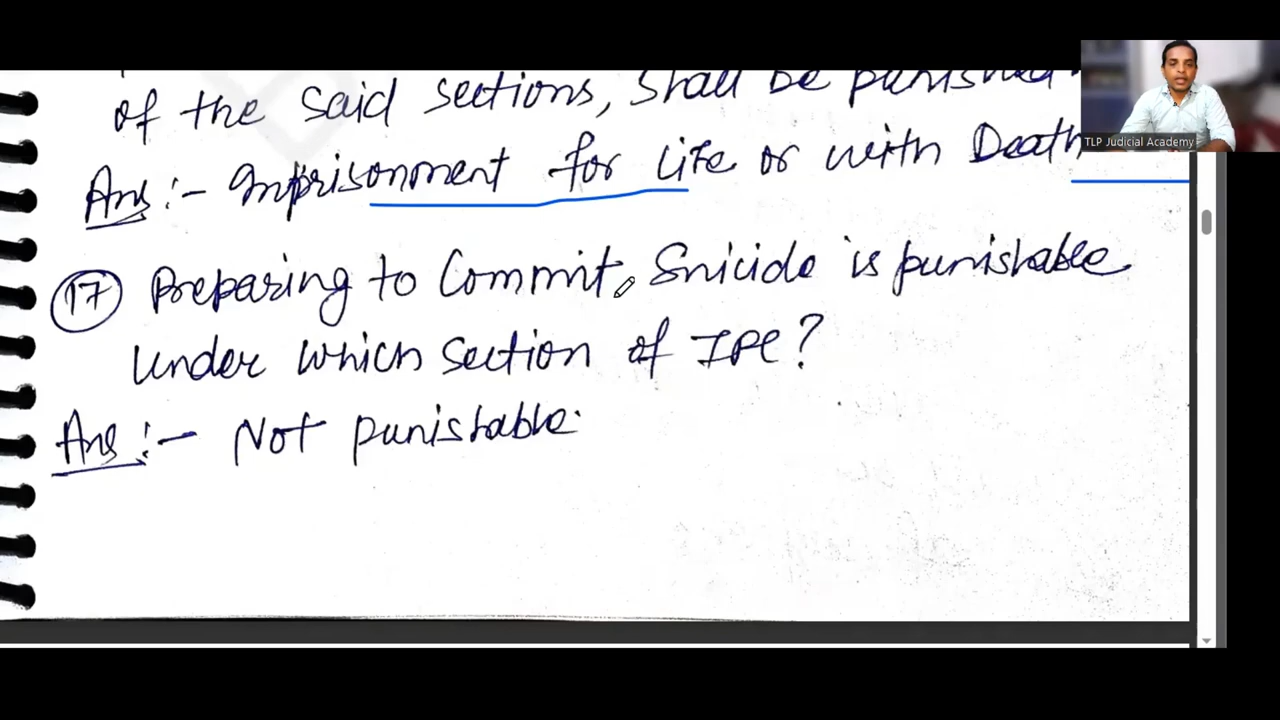 of the said sections, shall be punished
TLP Judicial Academy
Ans :- Imprisonment for Life or with Death
17 Preparing to Commit Suicide is punishable
under which section of IPC?
Ans :- Not punishable.